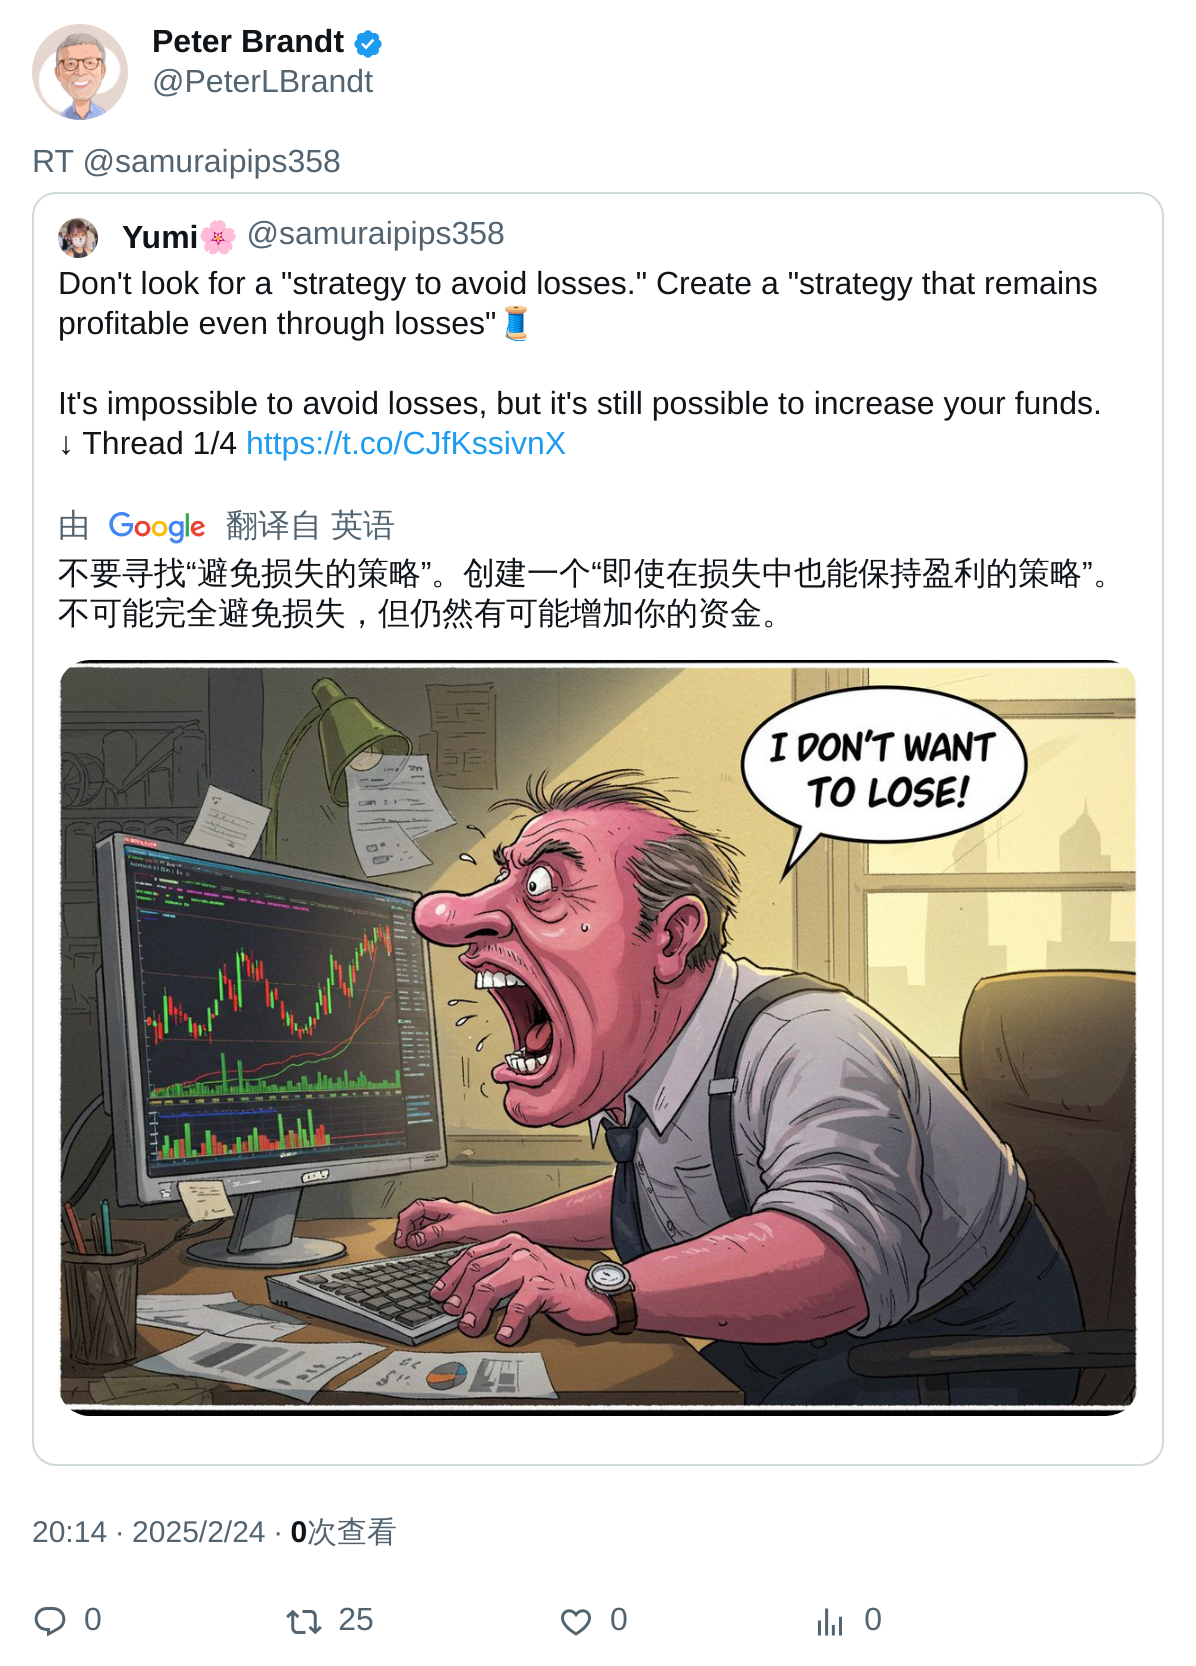 Peter Brandt
@PeterLBrandt
RT @samuraipips358
Yumi🌸 @samuraipips358
Don't look for a "strategy to avoid losses." Create a "strategy that remains
profitable even through losses"🧵
It's impossible to avoid losses, but it's still possible to increase your funds.
↓ Thread 1/4 https://t.co/CJfKssivnX
由 Google 翻译自 英语
不要寻找“避免损失的策略”。创建一个“即使在损失中也能保持盈利的策略”。
不可能完全避免损失，但仍然有可能增加你的资金。
I DON'T WANT
TO LOSE!
20:14 · 2025/2/24 · 0次查看
0 25 0 0